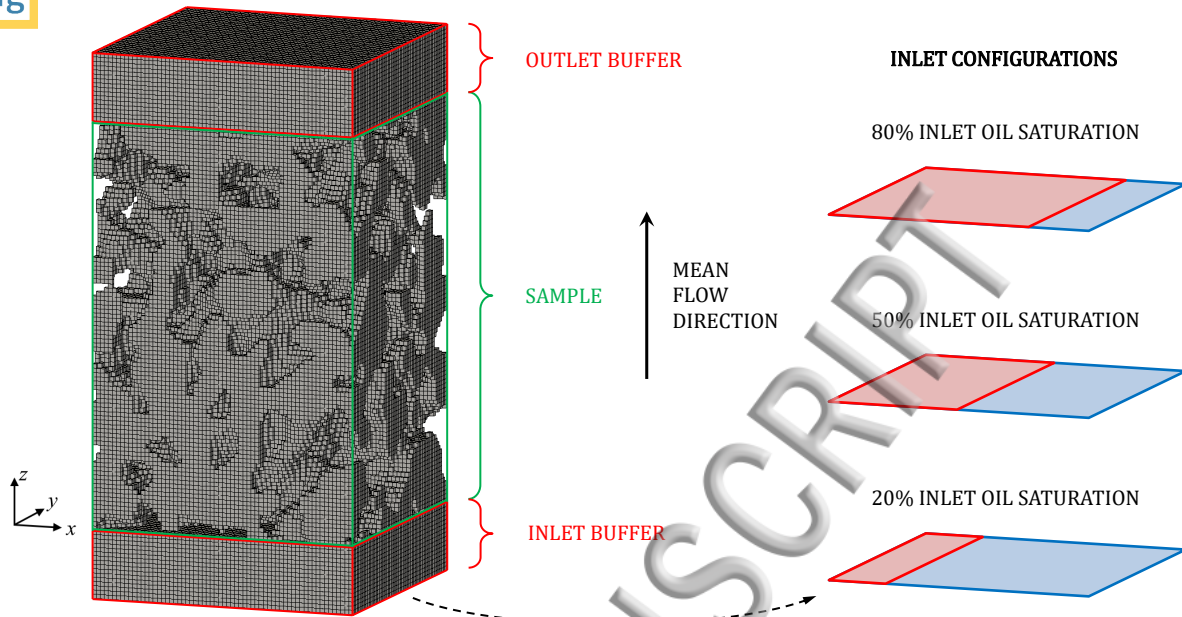 g
OUTLET BUFFER
INLET CONFIGURATIONS
80% INLET OIL SATURATION
MEAN
FLOW
DIRECTION
SAMPLE
50% INLET OIL SATURATION
z
y
x
20% INLET OIL SATURATION
INLET BUFFER
NUSCRIPT